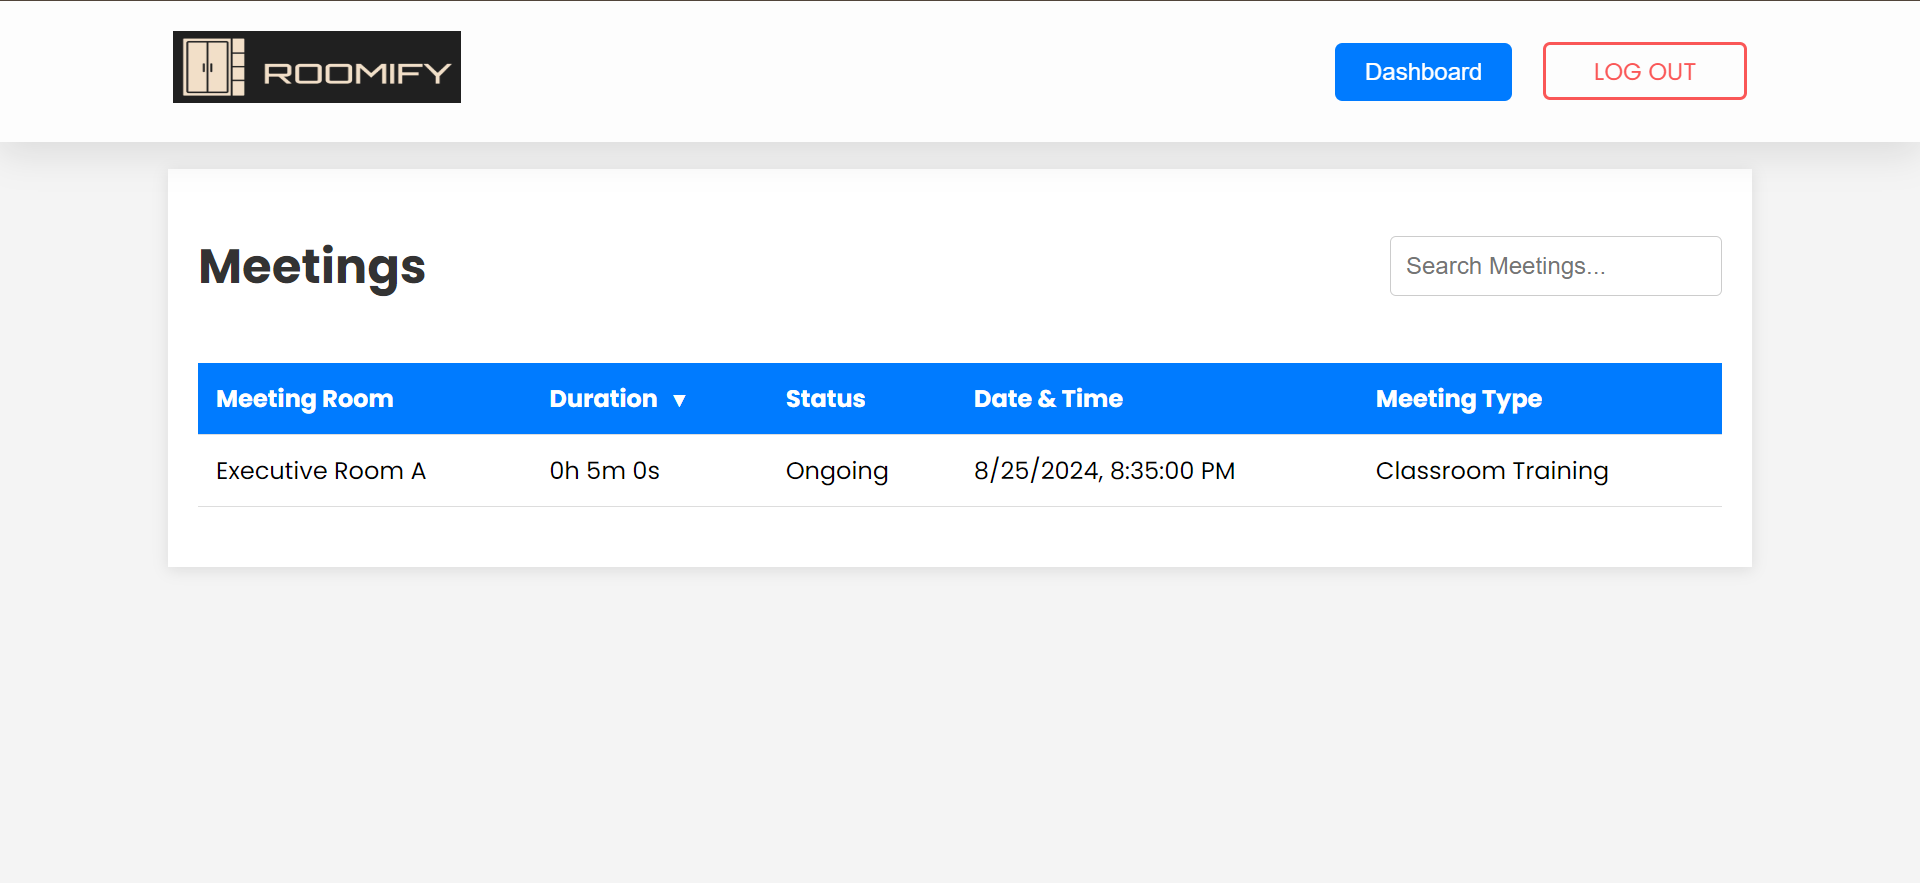 ROOMIFY
Dashboard
LOG OUT
Meetings
Search Meetings...
Meeting Room Duration ▼ Status Date & Time Meeting Type
Executive Room A 0h 5m 0s Ongoing 8/25/2024, 8:35:00 PM Classroom Training